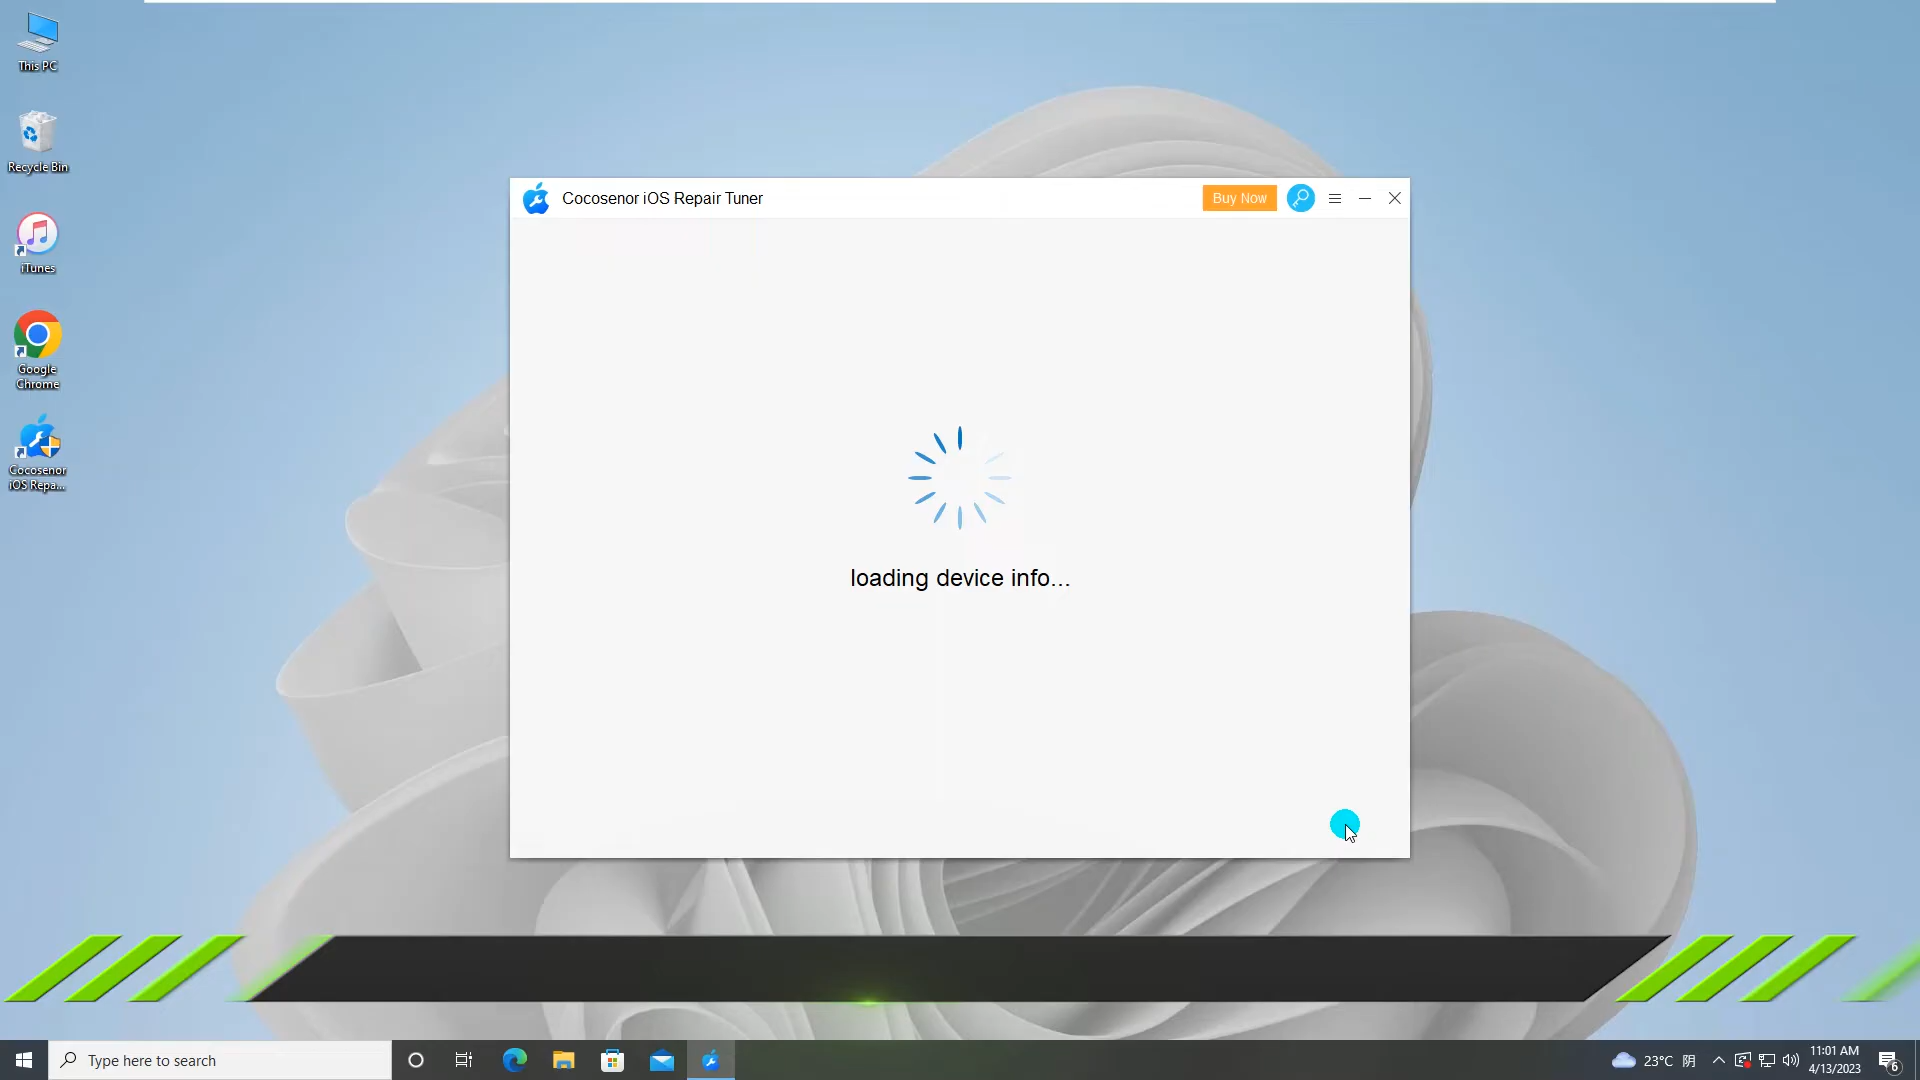 This PC
Recycle Bin
iTunes
Google
Chrome
Cocosenor
iOS Repa...
Cocosenor iOS Repair Tuner
Buy Now
loading device info...
Type here to search
23°C 阴
11:01 AM
4/13/2023
6